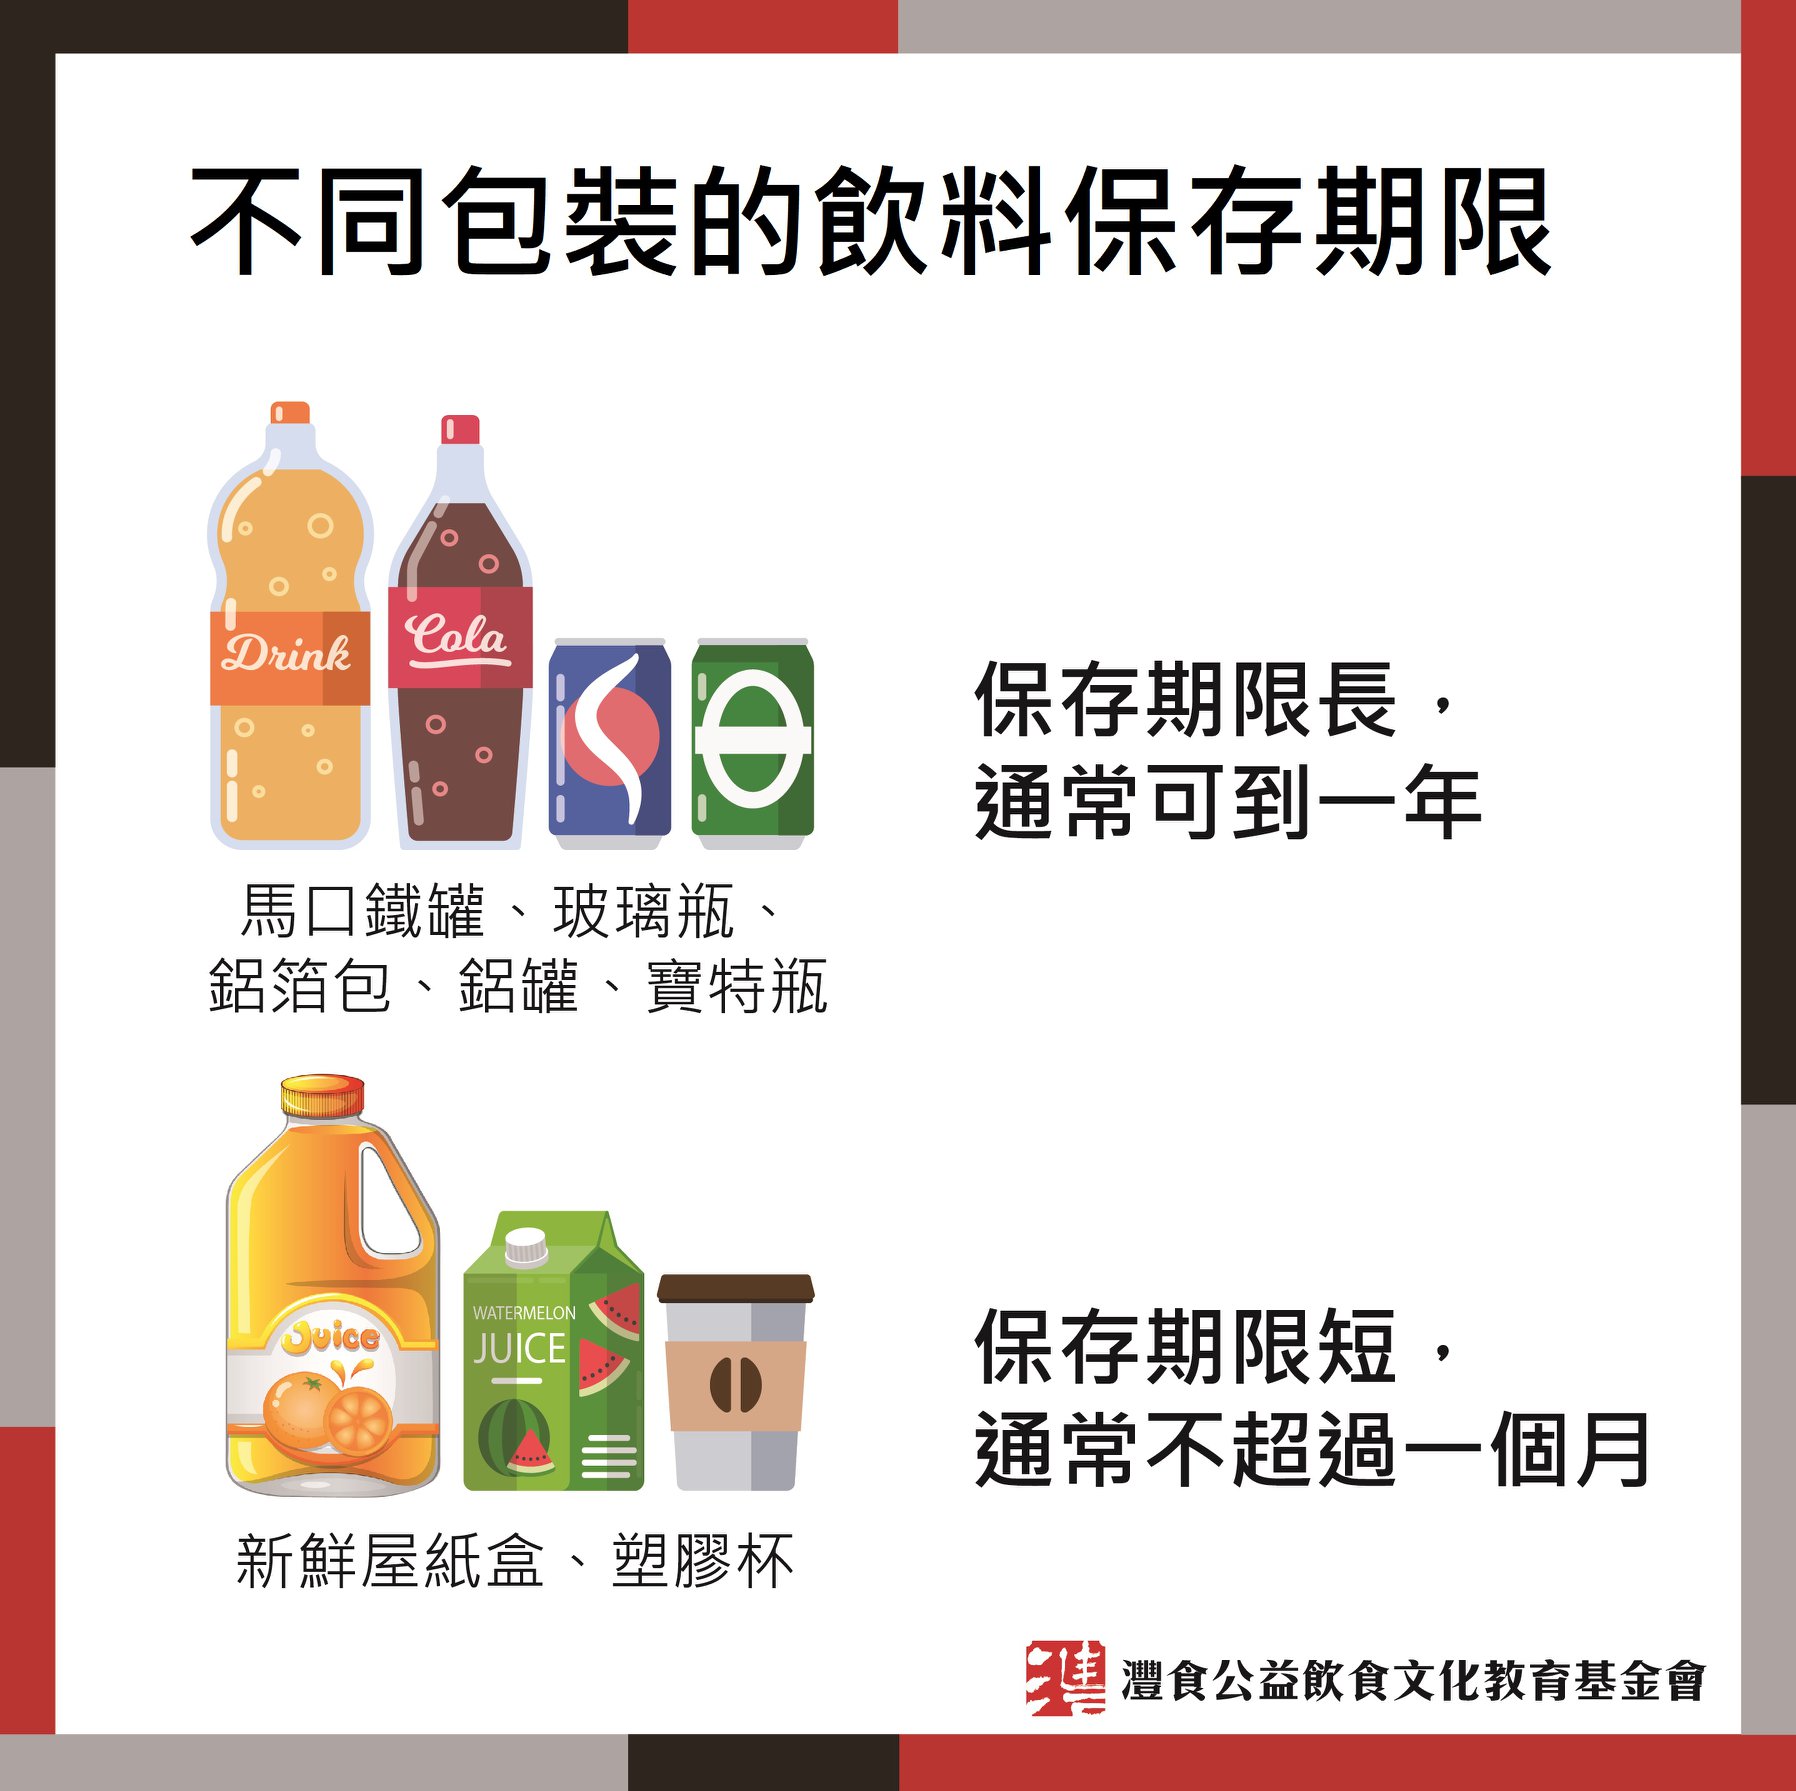 不同包裝的飲料保存期限
Drink
Cola
保存期限長，
通常可到一年
馬口鐵罐、玻璃瓶、
鋁箔包、鋁罐、寶特瓶
Juice
WATERMELON
JUICE
保存期限短，
通常不超過一個月
新鮮屋紙盒、塑膠杯
灃食公益飲食文化教育基金會